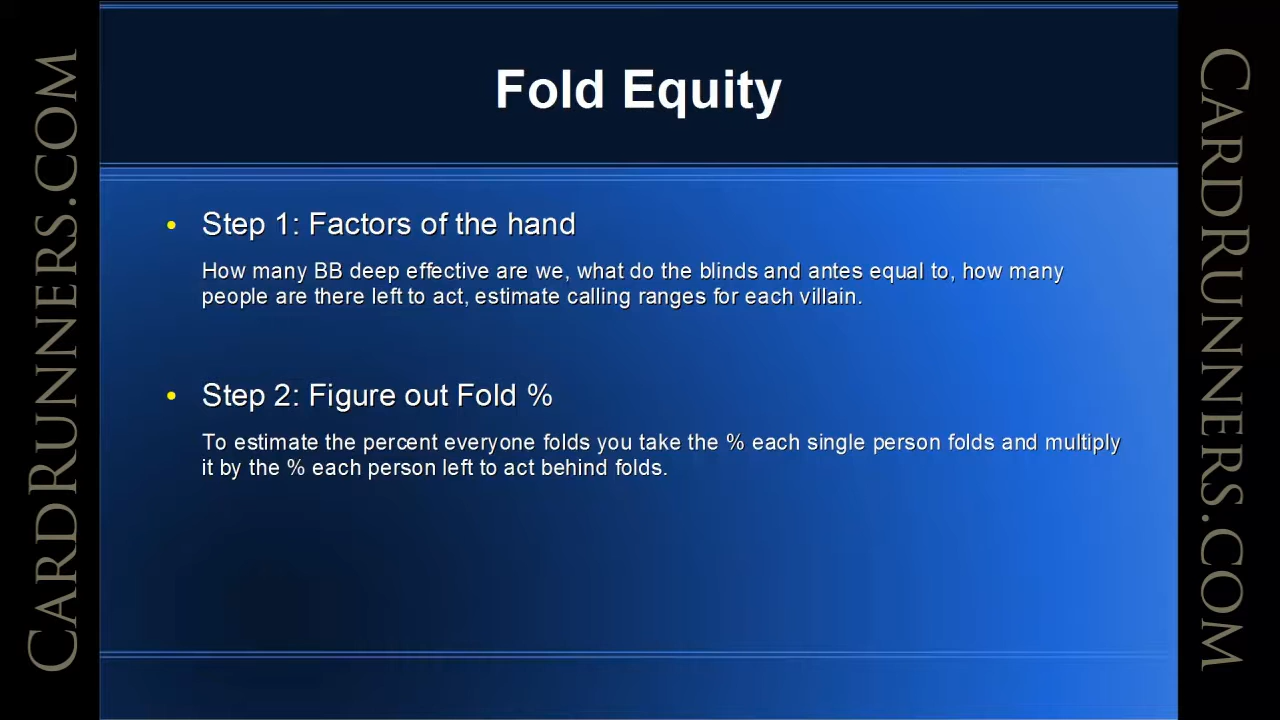 CARDRUNNERS.COM
Fold Equity
• Step 1: Factors of the hand
How many BB deep effective are we, what do the blinds and antes equal to, how many
people are there left to act, estimate calling ranges for each villain.
• Step 2: Figure out Fold %
To estimate the percent everyone folds you take the % each single person folds and multiply
it by the % each person left to act behind folds.
CARDRUNNERS.COM